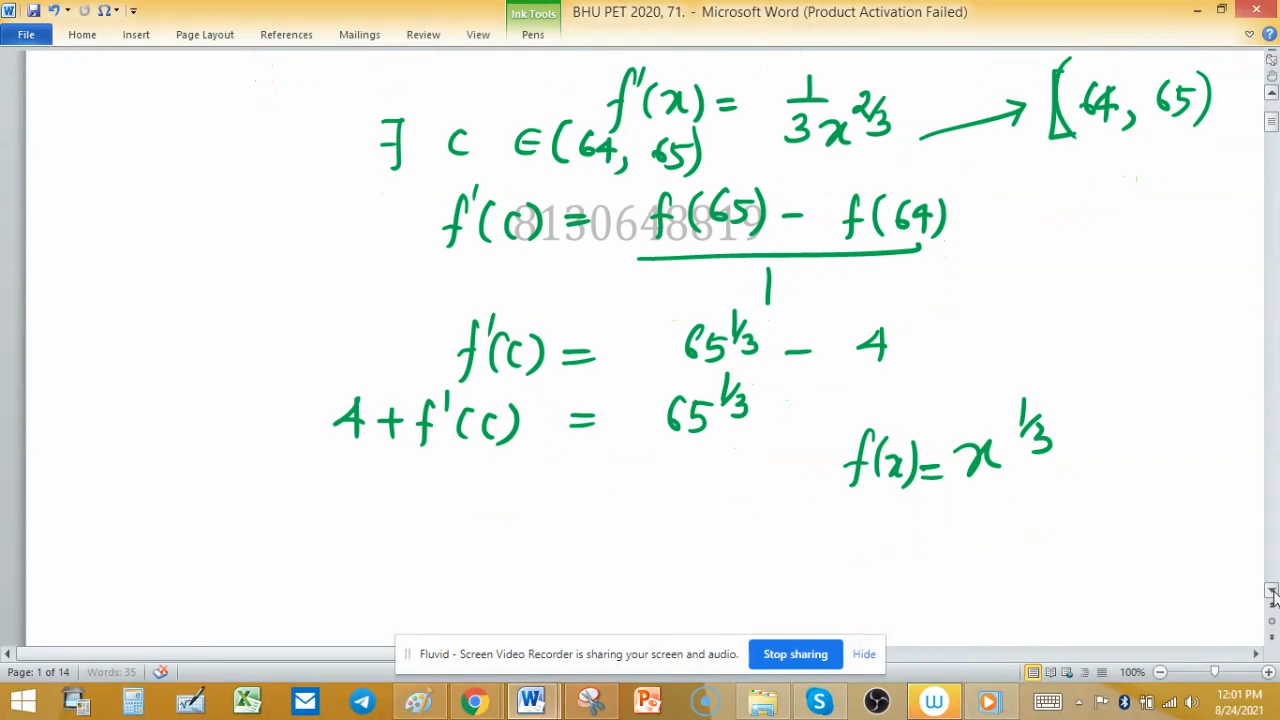 Ink Tools
BHU PET 2020, 71. - Microsoft Word (Product Activation Failed)
File Home Insert Page Layout References Mailings Review View Pens
f'(x) = 1/3x^2/3 → [(64, 65)
∃ c ∈ (64, 65)
f'(c) = f(65) - f(64)
1
8130648819
f'(c) = 65^1/3 - 4
4 + f'(c) = 65^1/3
f(x) = x^1/3
Fluvid - Screen Video Recorder is sharing your screen and audio. Stop sharing Hide
Page: 1 of 14 Words: 35 100%
12:01 PM
8/24/2021